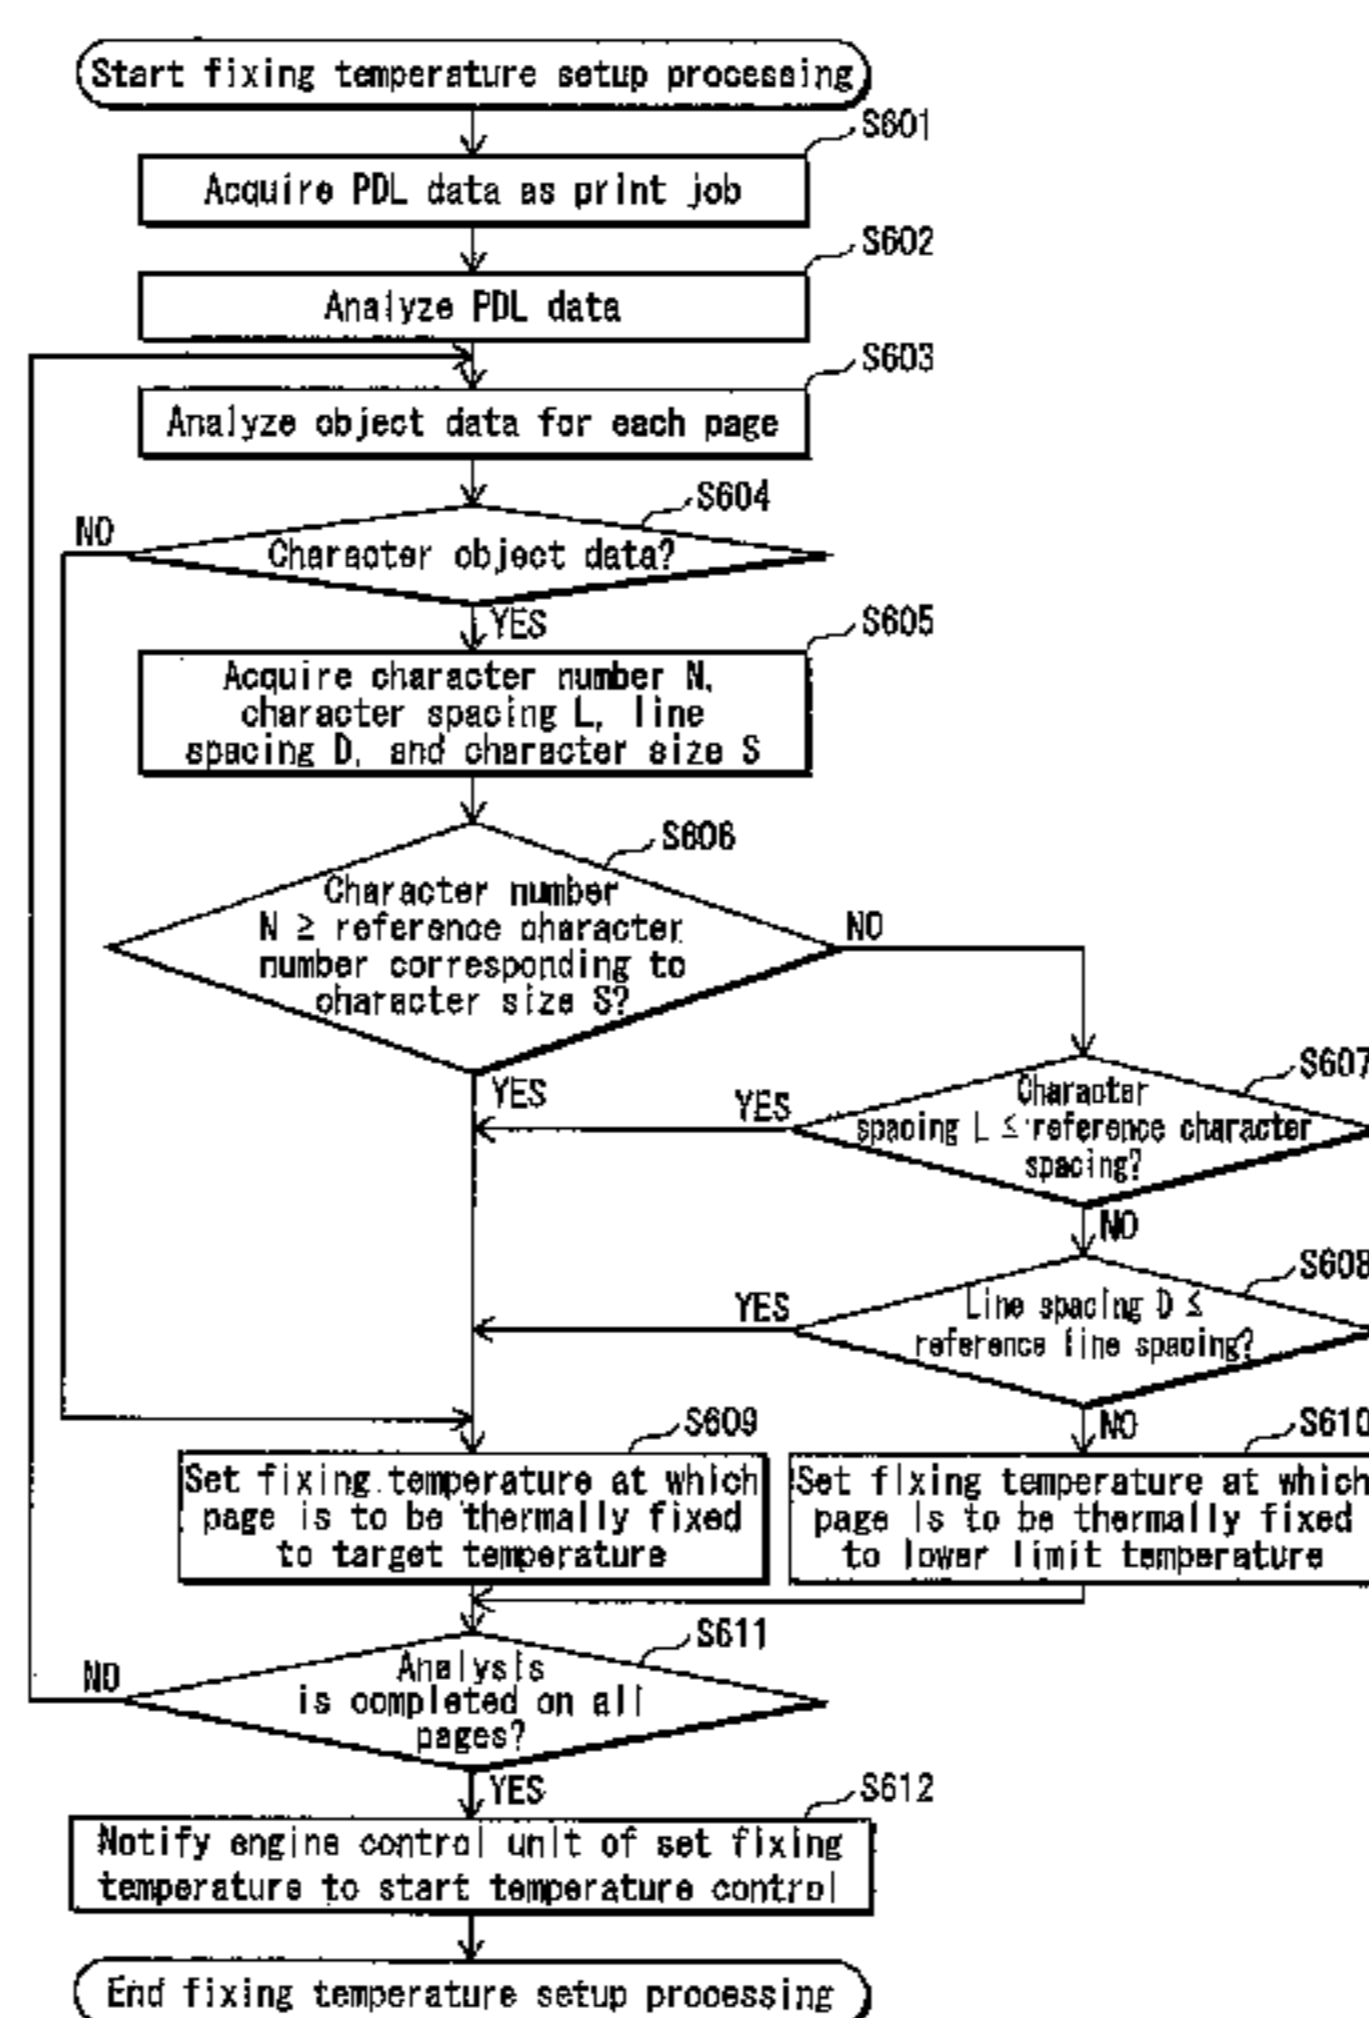 Start fixing temperature setup processing
S601
Acquire PDL data as print job
S602
Analyze PDL data
S603
Analyze object data for each page
S604
NO
Character object data?
YES
S605
Acquire character number N,
character spacing L, line
spacing D, and character size S
S606
Character number
N ≥ reference character
number corresponding to
character size S?
NO
YES
S607
Character
spacing L ≤ reference character
spacing?
YES
NO
S608
Line spacing D ≤
reference line spacing?
YES
NO
S609
Set fixing temperature at which
page is to be thermally fixed
to target temperature
S610
Set fixing temperature at which
page is to be thermally fixed
to lower limit temperature
S611
NO
Analysis
is completed on all
pages?
YES
S612
Notify engine control unit of set fixing
temperature to start temperature control
End fixing temperature setup processing